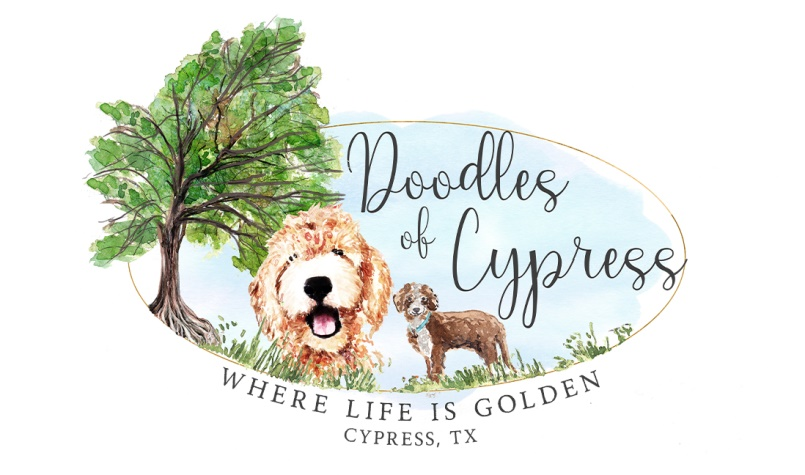 Doodles
of
Cypress
WHERE LIFE IS GOLDEN
CYPRESS, TX